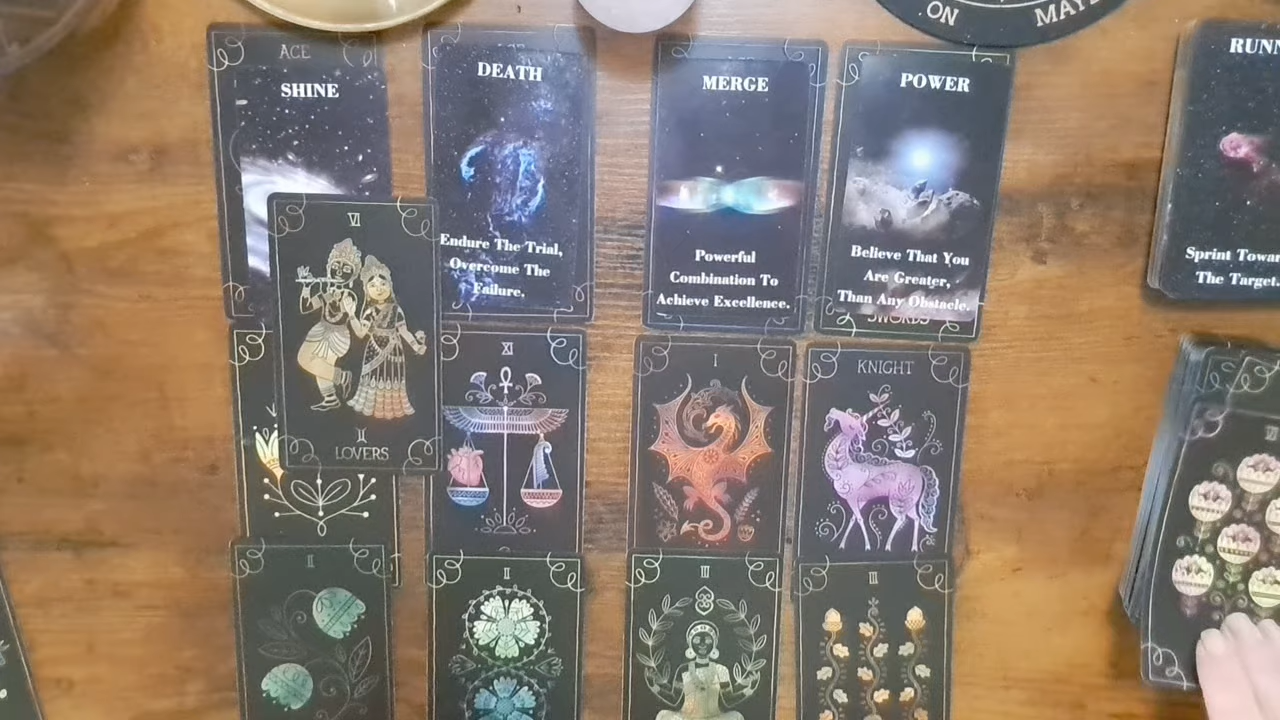 ON
MAYB
ACE
SHINE
DEATH
Endure The Trial,
Overcome The
Failure.
MERGE
Powerful
Combination To
Achieve Excellence.
POWER
Believe That You
Are Greater,
Than Any Obstacle.
SWORDS
RUNN
Sprint Towar
The Target.
VI
LOVERS
XI
I
KNIGHT
II
II
III
III